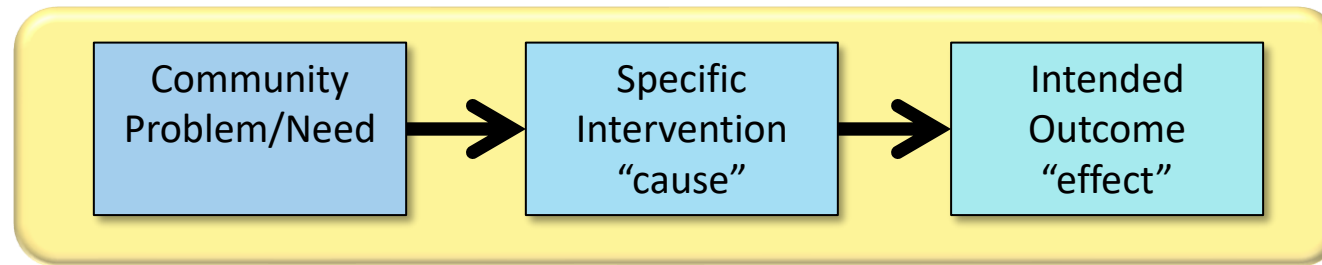 Community
Problem/Need
Specific
Intervention
“cause”
Intended
Outcome
“effect”